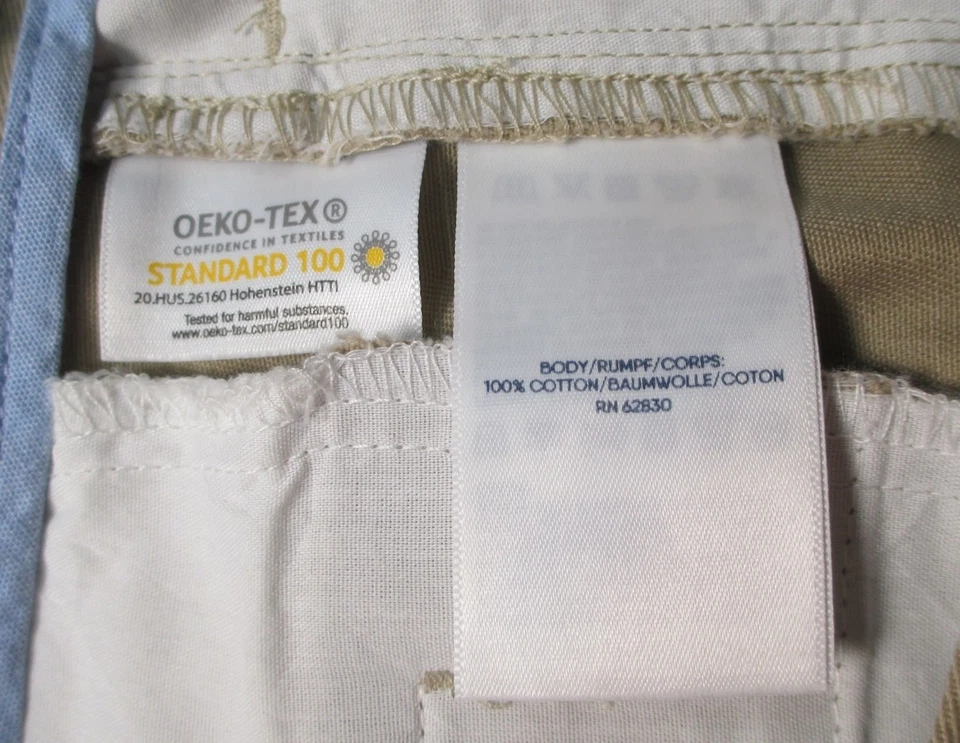 OEKO-TEX®
CONFIDENCE IN TEXTILES
STANDARD 100
20.HUS.26160 Hohenstein HTTI
Tested for harmful substances.
www.oeko-tex.com/standard100
BODY/RUMPF/CORPS:
100% COTTON/BAUMWOLLE/COTON
RN 62830